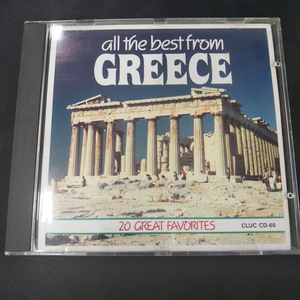 all the best from
GREECE
20 GREAT FAVORITES
CLUC CD-66